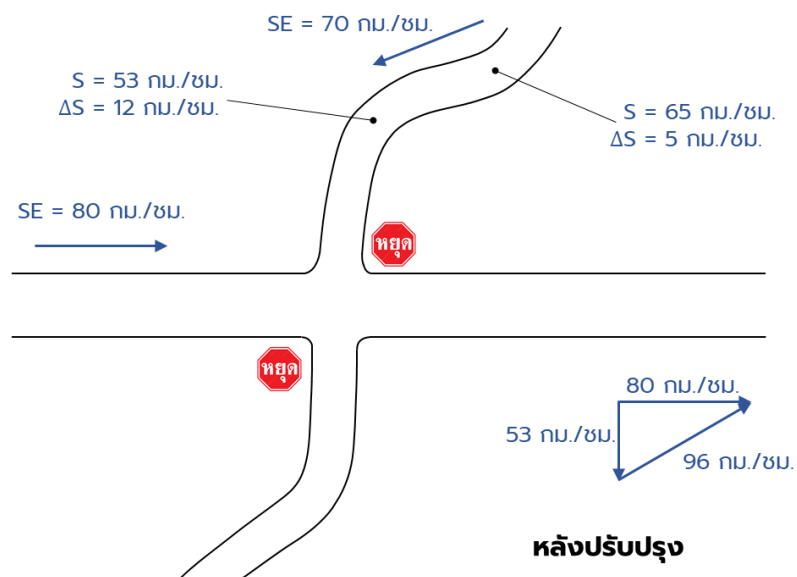 SE = 70 กม./ชม.
S = 53 กม./ชม.
ΔS = 12 กม./ชม.
S = 65 กม./ชม.
ΔS = 5 กม./ชม.
SE = 80 กม./ชม.
หยุด
หยุด
80 กม./ชม.
53 กม./ชม.
96 กม./ชม.
หลังปรับปรุง